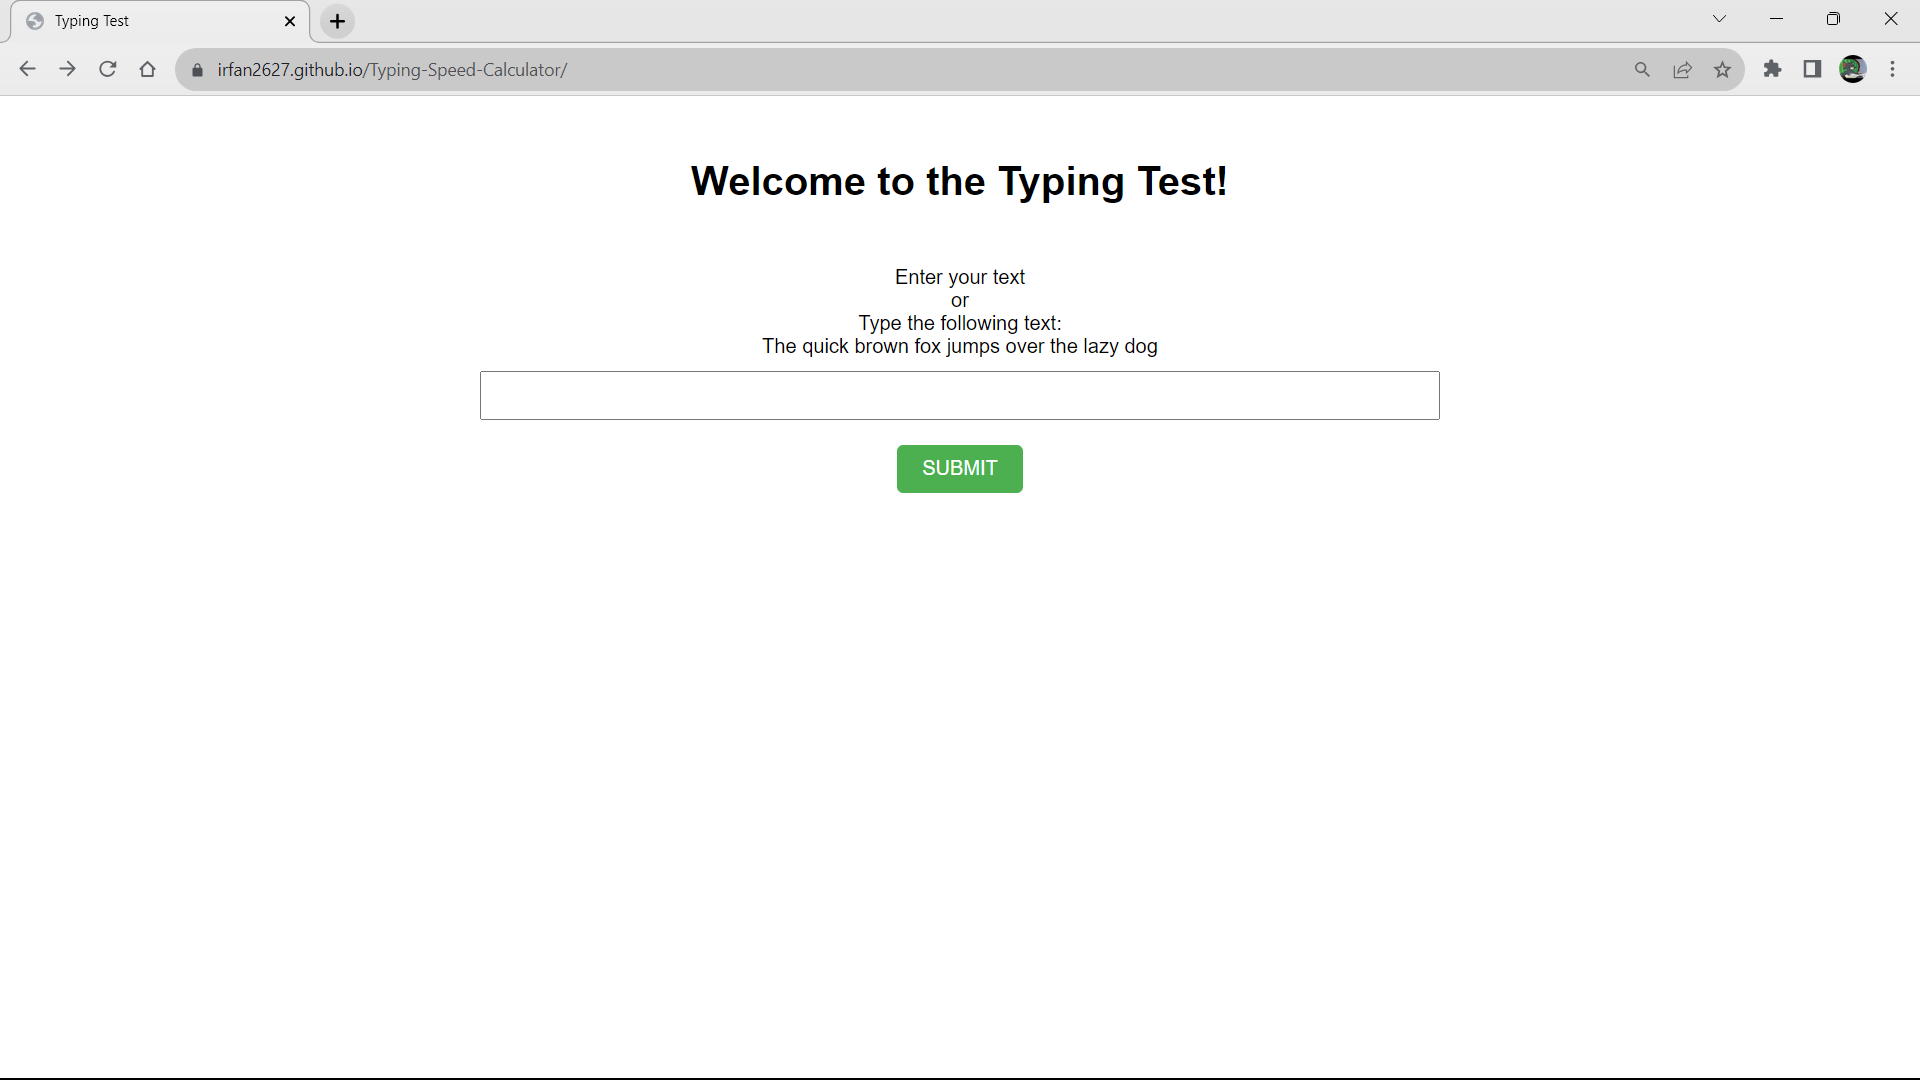 Typing Test
irfan2627.github.io/Typing-Speed-Calculator/
Welcome to the Typing Test!
Enter your text
or
Type the following text:
The quick brown fox jumps over the lazy dog
SUBMIT